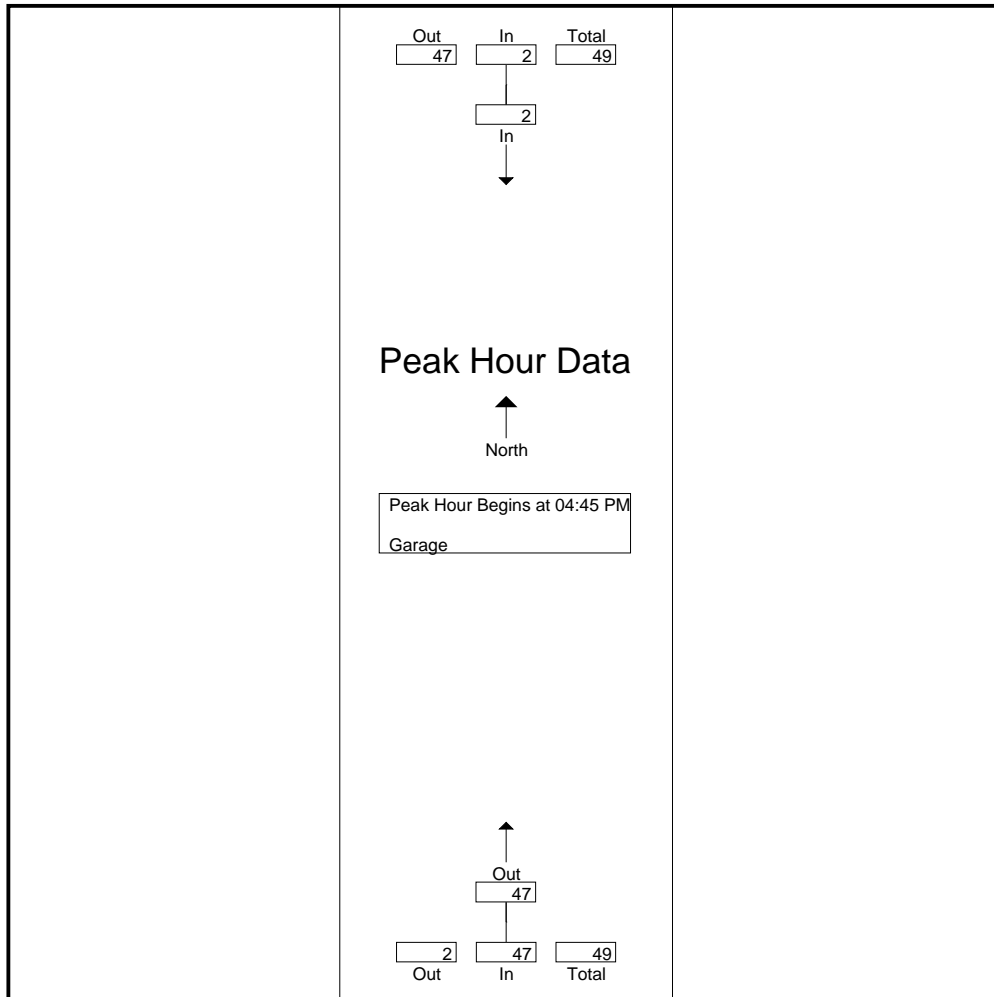 Out In Total
47 2 49
2
In
Peak Hour Data
North
Peak Hour Begins at 04:45 PM
Garage
Out
47
2 47 49
Out In Total